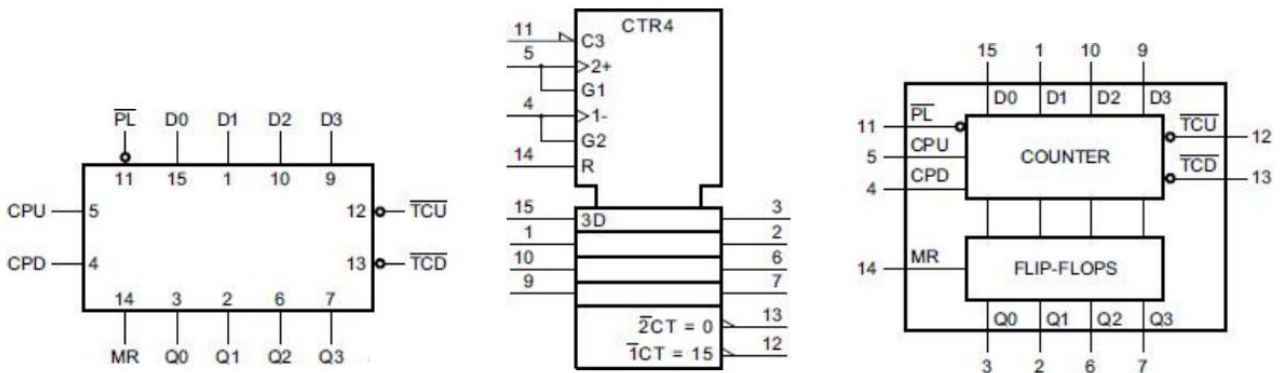 PL D0 D1 D2 D3
11 15 1 10 9
CPU 5 12 TCU
CPD 4 13 TCD
14 3 2 6 7
MR Q0 Q1 Q2 Q3
CTR4
11 C3
5 2+
G1
4 1-
G2
14 R
15 3D 3
1 2
10 6
9 7
2CT = 0 13
1CT = 15 12
15 1 10 9
D0 D1 D2 D3
11 PL TCU 12
5 CPU COUNTER TCD 13
4 CPD
14 MR FLIP-FLOPS
Q0 Q1 Q2 Q3
3 2 6 7